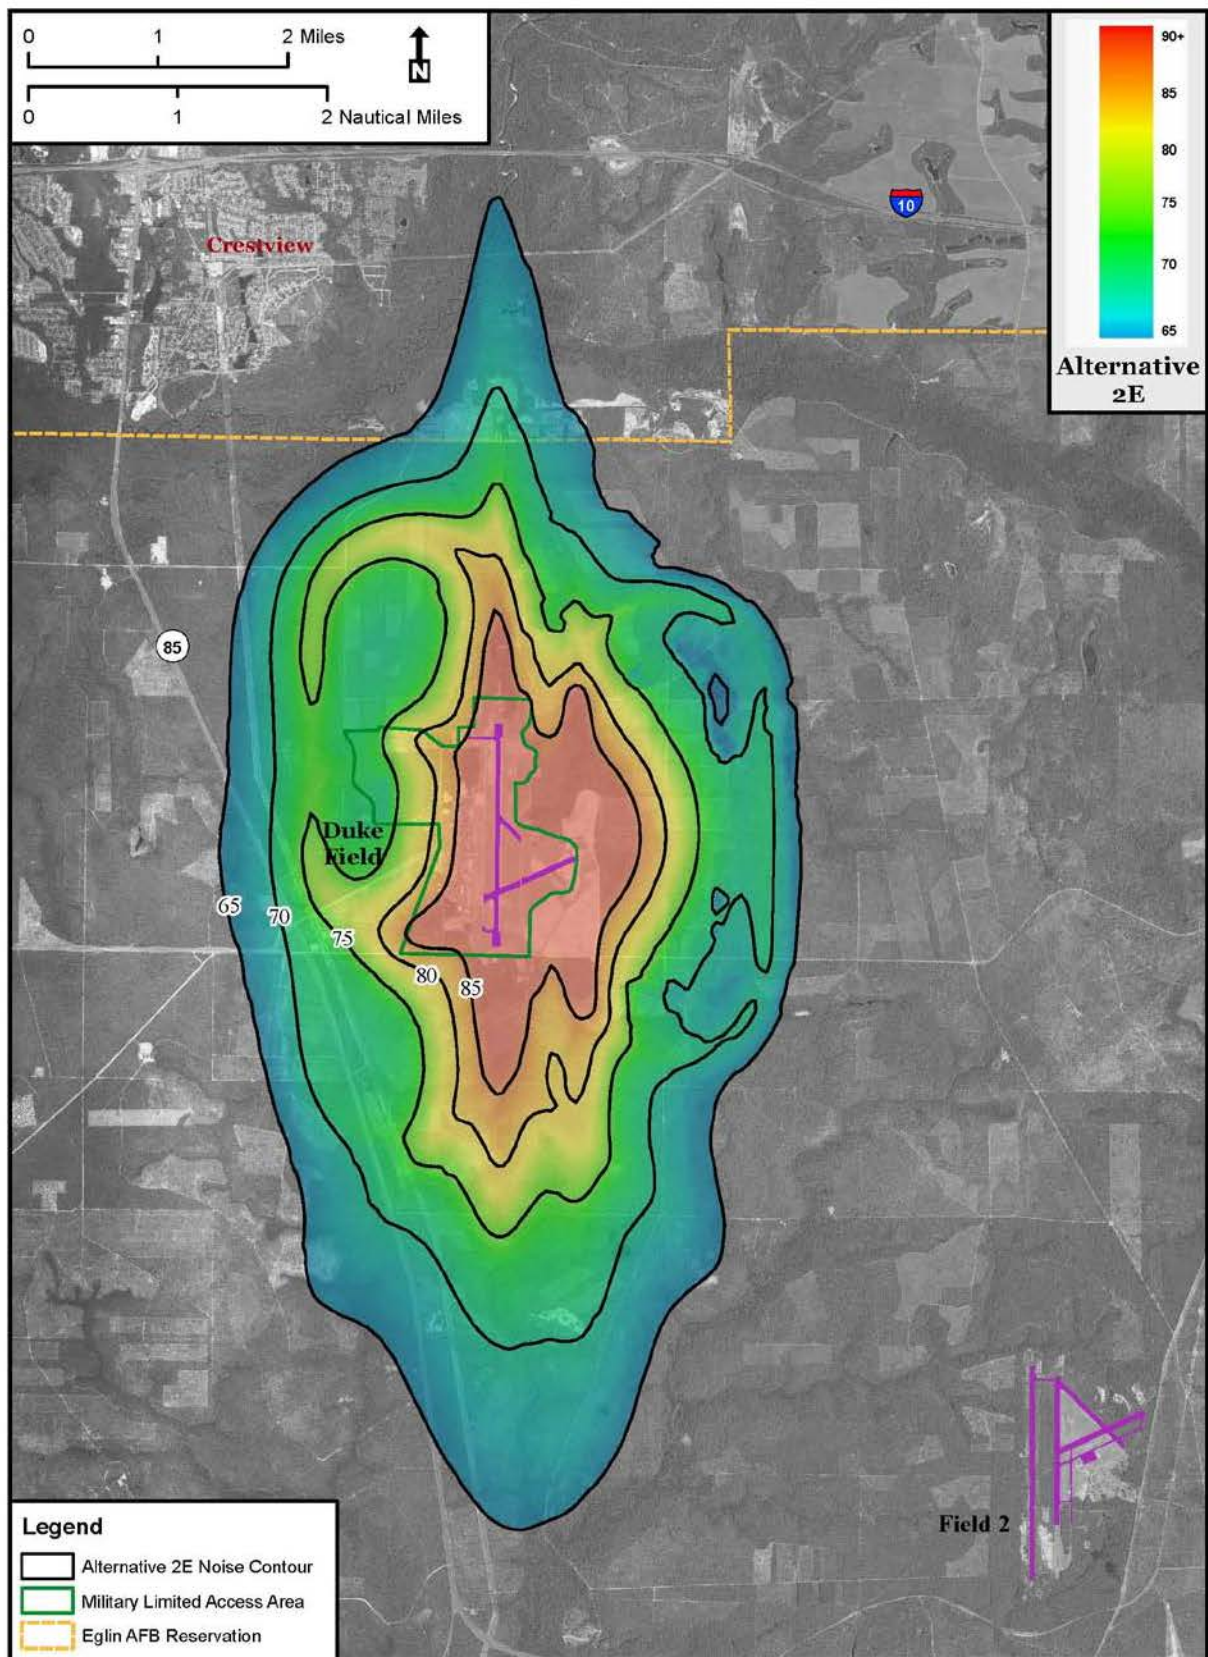 0 1 2 Miles
N
0 1 2 Nautical Miles
90+
85
80
75
70
65
Alternative
2E
10
Crestview
85
Duke
Field
65
70
75
80
85
Field 2
Legend
Alternative 2E Noise Contour
Military Limited Access Area
Eglin AFB Reservation